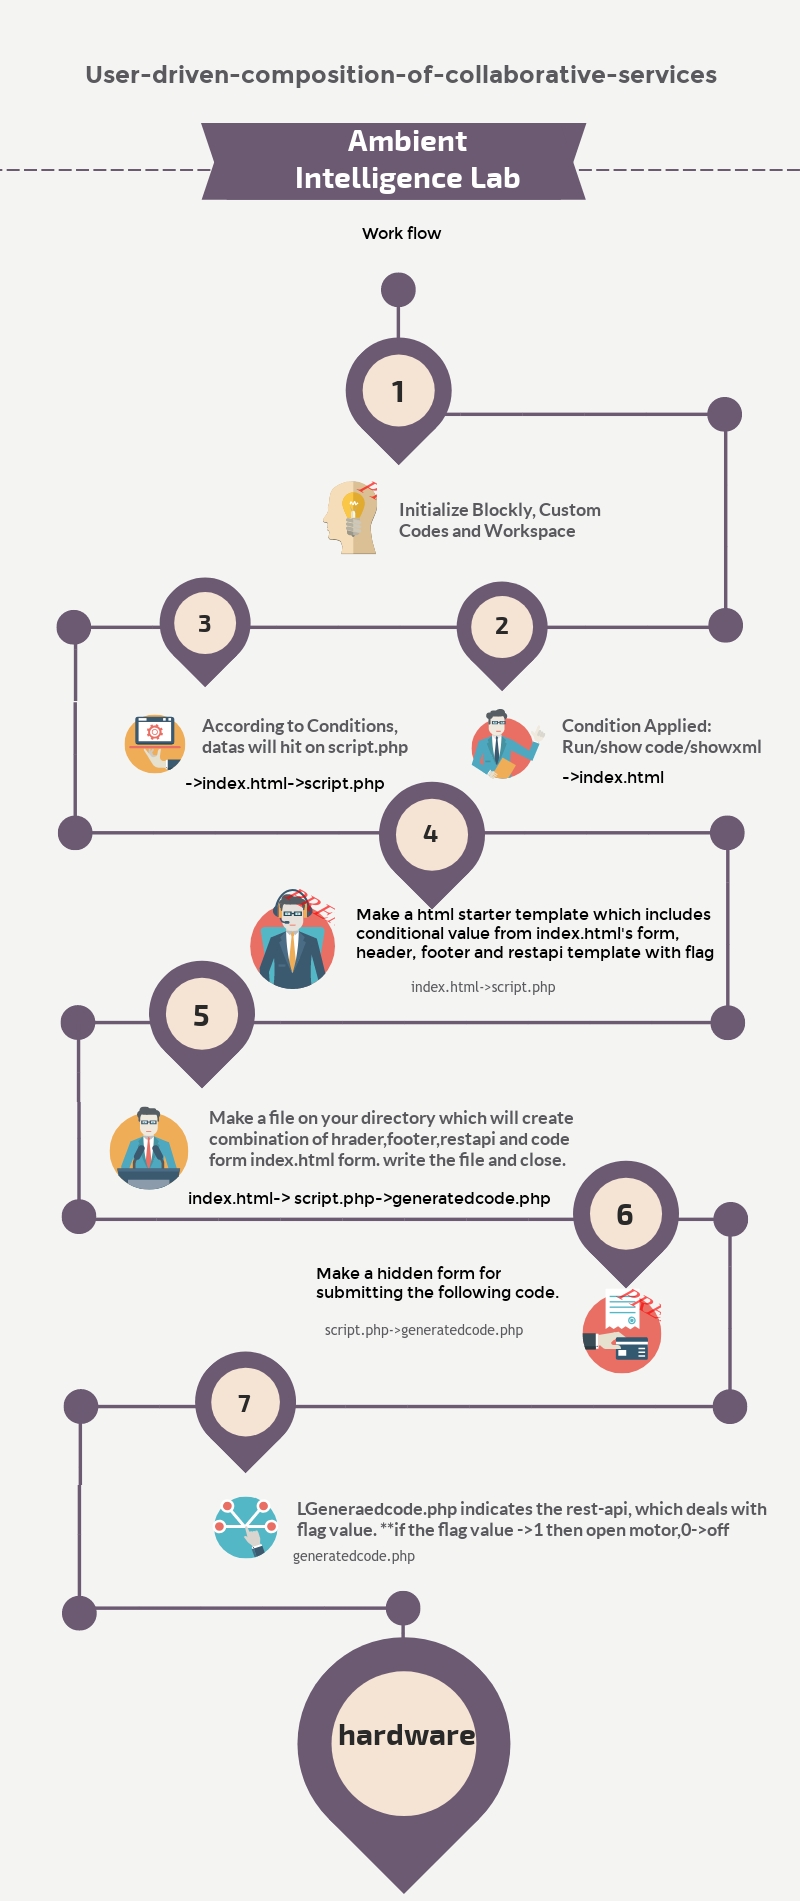 User-driven-composition-of-collaborative-services
Ambient
Intelligence Lab
Work flow
1
Initialize Blockly, Custom
Codes and Workspace
2
Condition Applied:
Run/show code/showxml
->index.html
3
According to Conditions,
datas will hit on script.php
->index.html->script.php
4
Make a html starter template which includes
conditional value from index.html's form,
header, footer and restapi template with flag
index.html->script.php
5
Make a file on your directory which will create
combination of hrader,footer,restapi and code
form index.html form. write the file and close.
index.html-> script.php->generatedcode.php
6
Make a hidden form for
submitting the following code.
script.php->generatedcode.php
7
LGeneraedcode.php indicates the rest-api, which deals with
flag value. **if the flag value ->1 then open motor,0->off
generatedcode.php
hardware